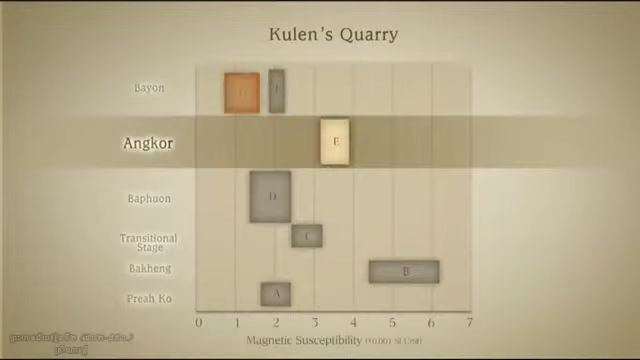 Kulen's Quarry
Bayon
Angkor
E
Baphuon
D
Transitional
Stage
C
Bakheng
B
Preah Ko
A
0 1 2 3 4 5 6 7
Magnetic Susceptibility